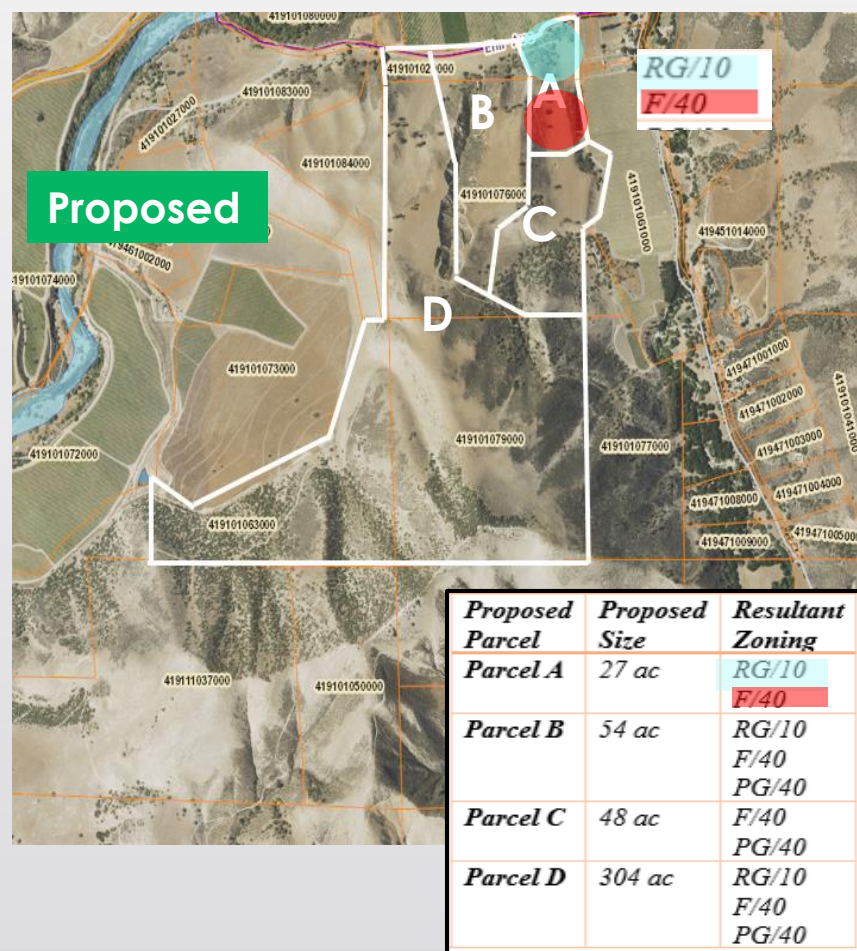 419101080000
419101020000
419101083000
419101027000
419101084000
RG/10
F/40
A
B
419101076000
C
D
Proposed
419461002000
419101074000
419101061000
419451014000
419101073000
419101072000
419101079000
419101077000
419471001000
419471002000
419101041000
419471003000
419471004000
419471008000
419471005000
419471009000
419101063000
419111037000
419101050000
Proposed Parcel Proposed Size Resultant Zoning
Parcel A 27 ac RG/10
F/40
Parcel B 54 ac RG/10
F/40
PG/40
Parcel C 48 ac F/40
PG/40
Parcel D 304 ac RG/10
F/40
PG/40